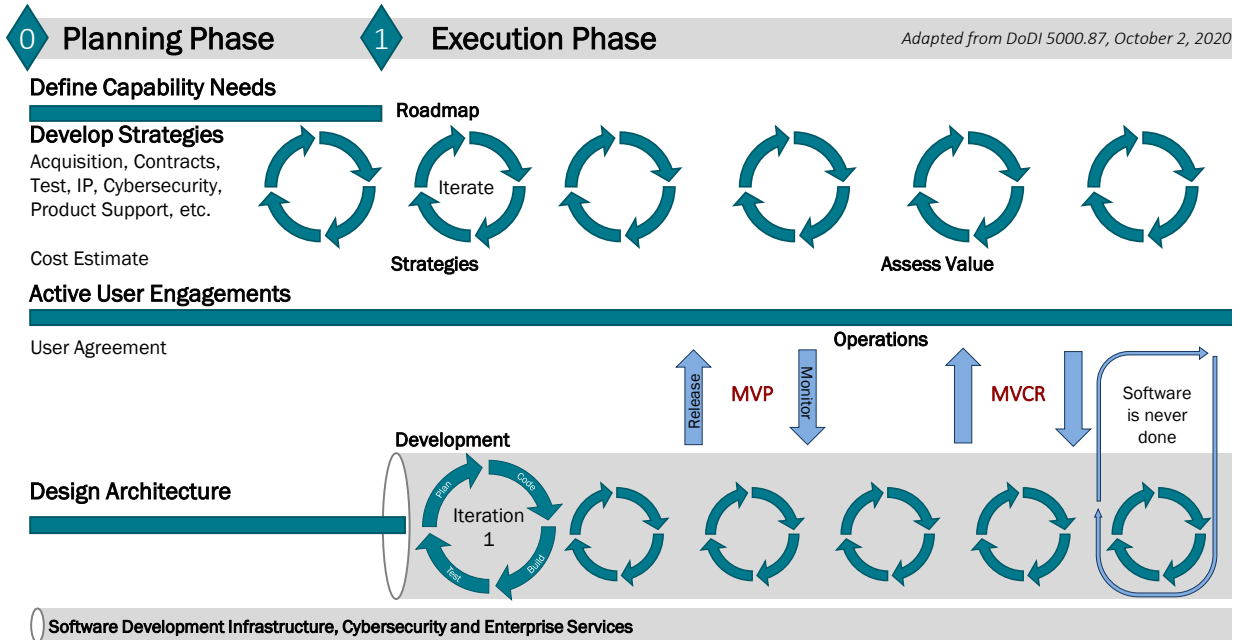 0 Planning Phase
1 Execution Phase
Adapted from DoDI 5000.87, October 2, 2020
Define Capability Needs
Roadmap
Develop Strategies
Acquisition, Contracts,
Test, IP, Cybersecurity,
Product Support, etc.
Iterate
Cost Estimate
Strategies
Assess Value
Active User Engagements
User Agreement
Operations
Release
MVP
Monitor
MVCR
Software
is never
done
Development
Design Architecture
Plan
Code
Iteration
1
Test
Build
Software Development Infrastructure, Cybersecurity and Enterprise Services